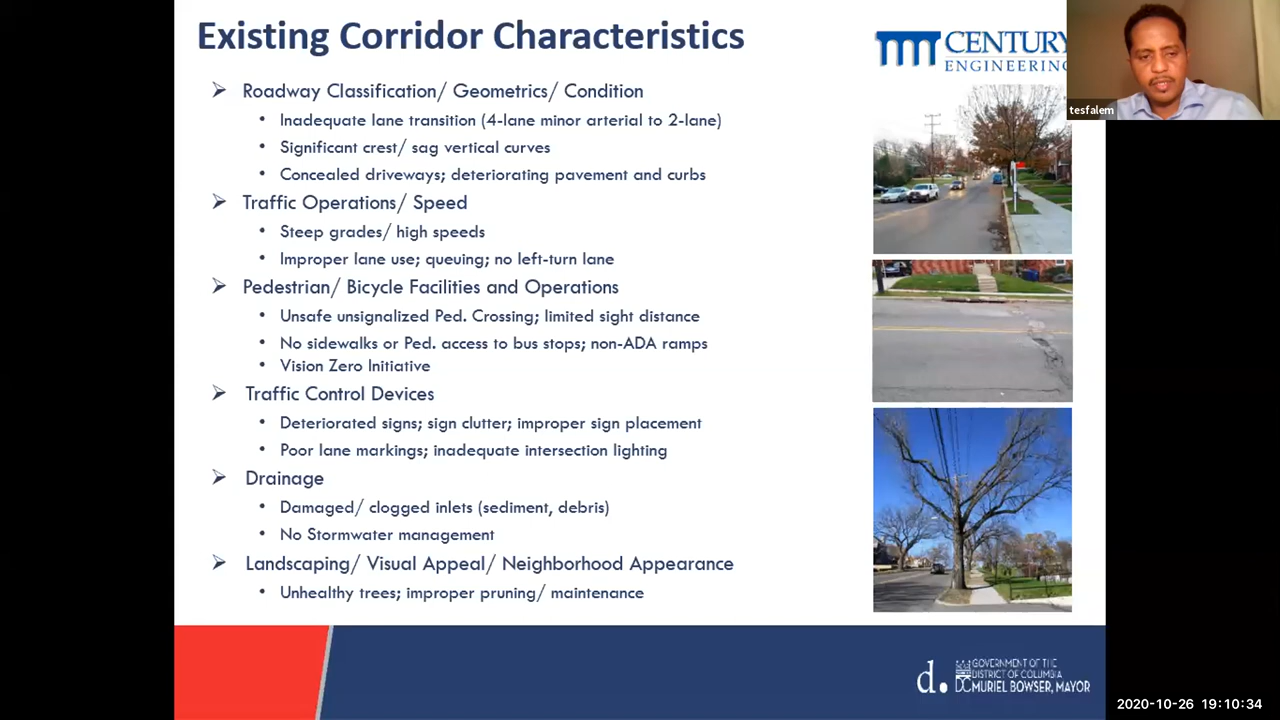 Existing Corridor Characteristics
CENTURY
ENGINEERING
tesfalem
➢ Roadway Classification/ Geometrics/ Condition
• Inadequate lane transition (4-lane minor arterial to 2-lane)
• Significant crest/ sag vertical curves
• Concealed driveways; deteriorating pavement and curbs
➢ Traffic Operations/ Speed
• Steep grades/ high speeds
• Improper lane use; queuing; no left-turn lane
➢ Pedestrian/ Bicycle Facilities and Operations
• Unsafe unsignalized Ped. Crossing; limited sight distance
• No sidewalks or Ped. access to bus stops; non-ADA ramps
• Vision Zero Initiative
➢ Traffic Control Devices
• Deteriorated signs; sign clutter; improper sign placement
• Poor lane markings; inadequate intersection lighting
➢ Drainage
• Damaged/ clogged inlets (sediment, debris)
• No Stormwater management
➢ Landscaping/ Visual Appeal/ Neighborhood Appearance
• Unhealthy trees; improper pruning/ maintenance
d.
GOVERNMENT OF THE
DISTRICT OF COLUMBIA
DC MURIEL BOWSER, MAYOR
2020-10-26 19:10:34